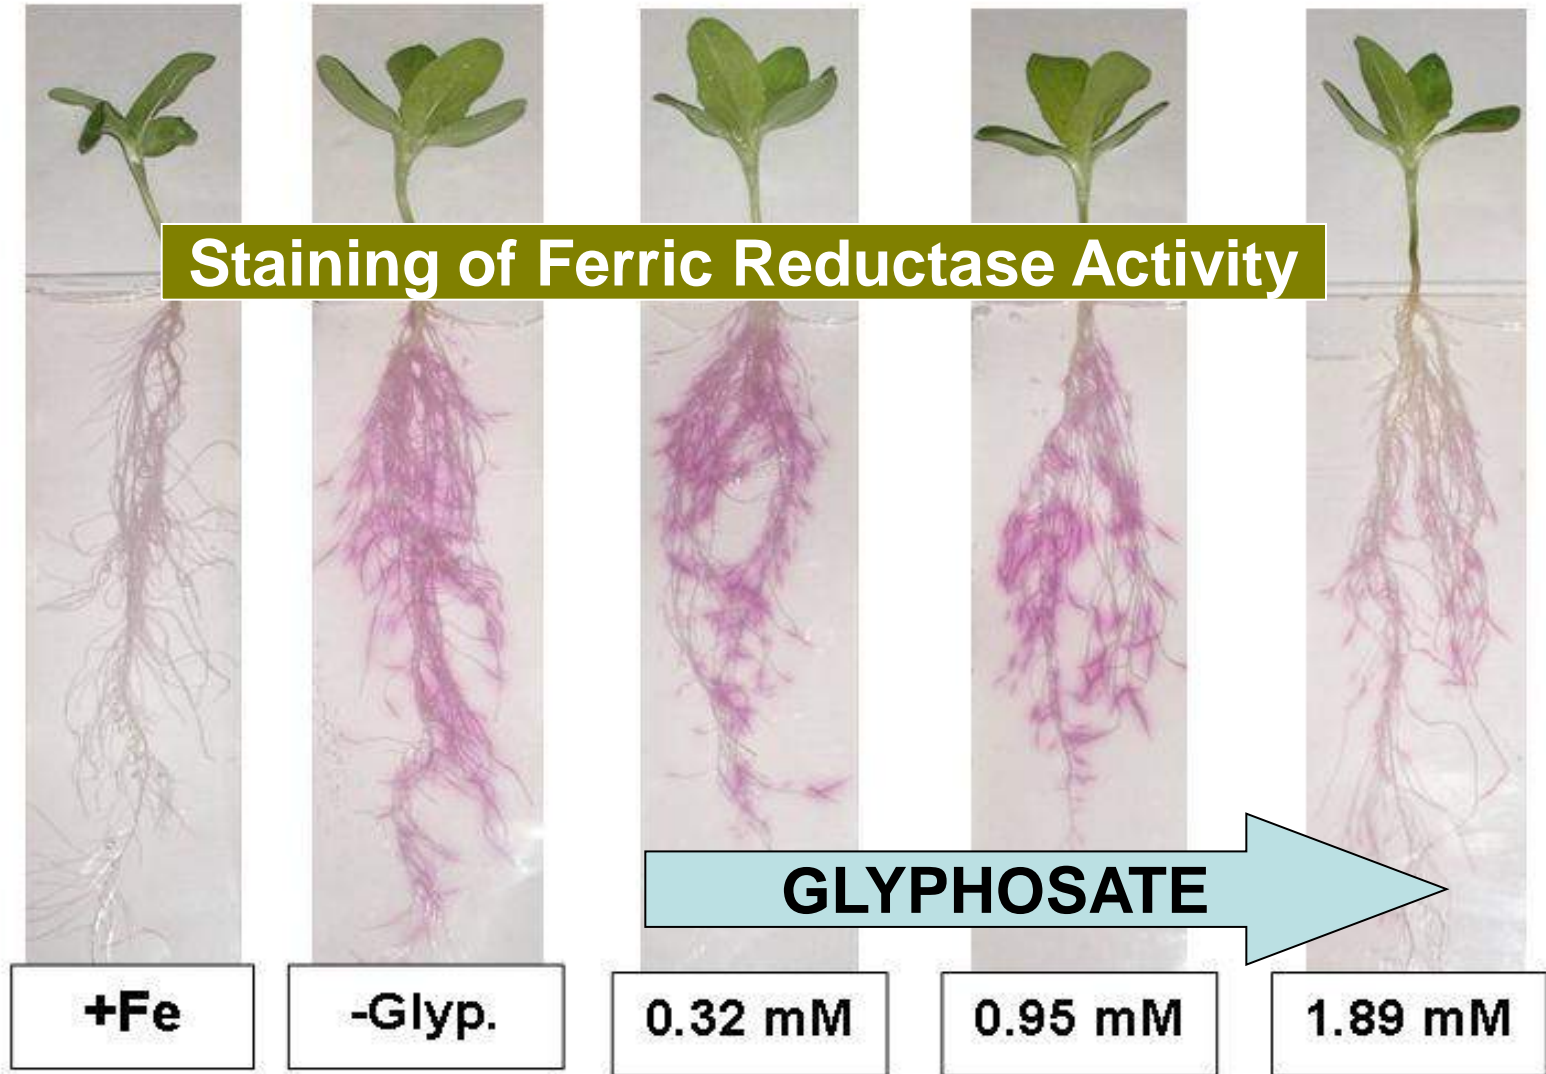 Staining of Ferric Reductase Activity
GLYPHOSATE
+Fe
-Glyp.
0.32 mM
0.95 mM
1.89 mM